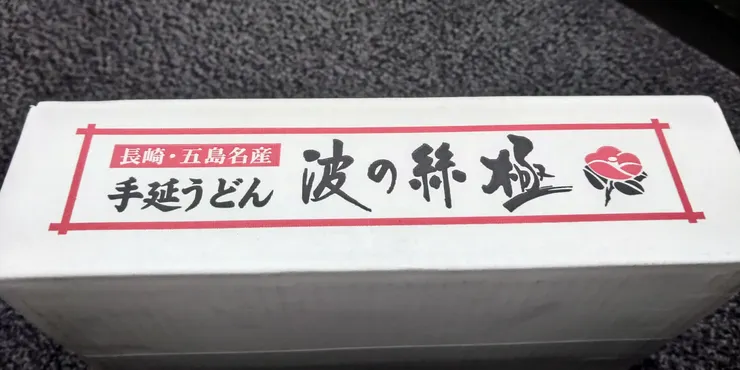 長崎・五島名産
手延うどん
波の絲 極